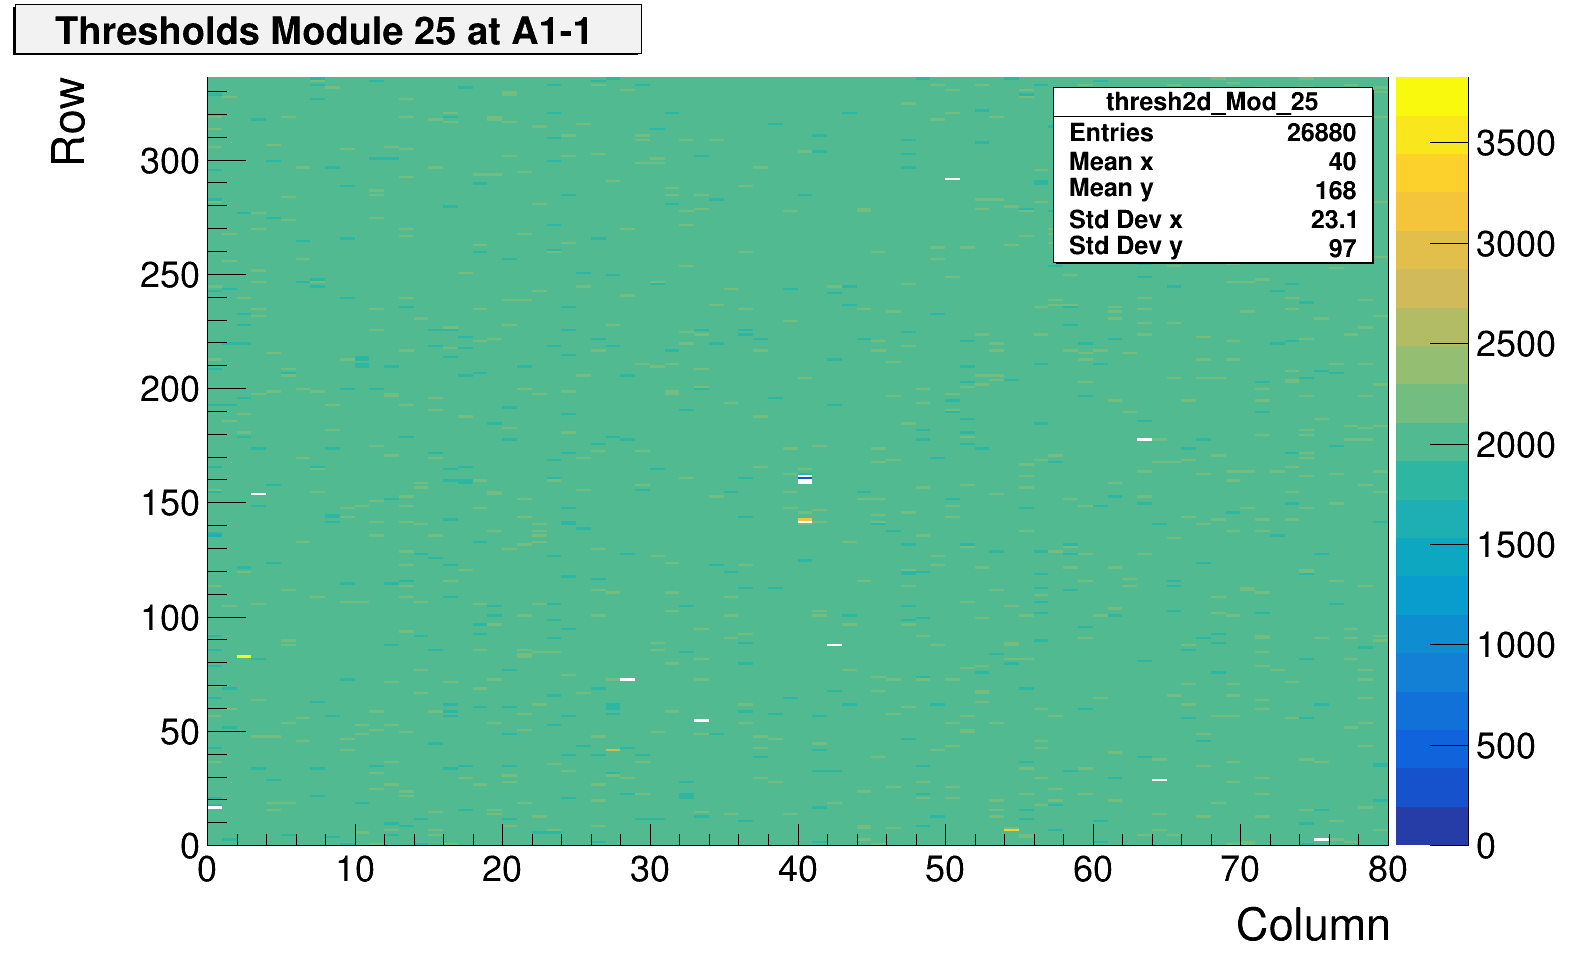 Thresholds Module 25 at A1-1
Row
thresh2d_Mod_25
Entries 26880
Mean x 40
Mean y 168
Std Dev x 23.1
Std Dev y 97
300
250
200
150
100
50
0
0 10 20 30 40 50 60 70 80
Column
3500
3000
2500
2000
1500
1000
500
0